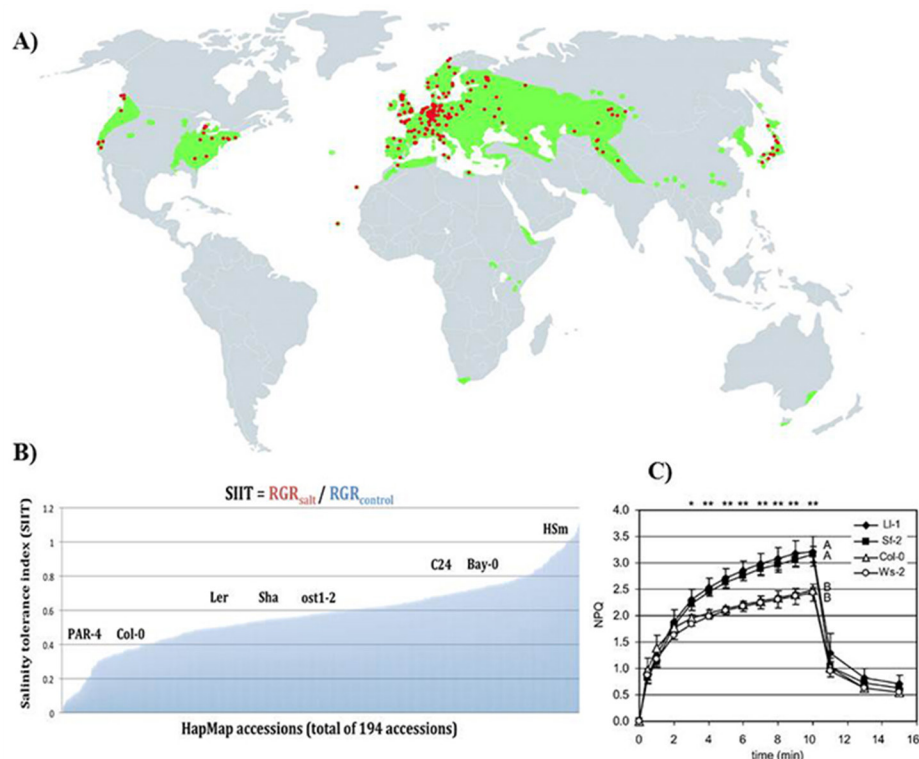 A)
B)
SIIT = RGRsalt / RGRcontrol
Salinity tolerance index (SIIT)
1.2
1
0.8
0.6
0.4
0.2
0
PAR-4
Col-0
Ler
Sha
ost1-2
C24
Bay-0
HSm
HapMap accessions (total of 194 accessions)
C)
* ** ** ** ** ** ** **
NPQ
4.0
3.5
3.0
2.5
2.0
1.5
1.0
0.5
0.0
A
A
B
B
Ll-1
Sf-2
Col-0
Ws-2
0 2 4 6 8 10 12 14 16
time (min)